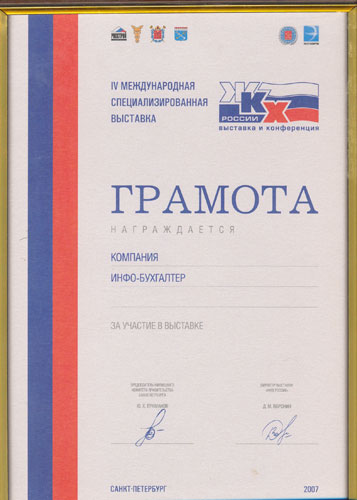 IV МЕЖДУНАРОДНАЯ
СПЕЦИАЛИЗИРОВАННАЯ
ВЫСТАВКА
ЖКХ
РОССИИ
выставка и конференция
ГРАМОТА
НАГРАЖДАЕТСЯ
КОМПАНИЯ
ИНФО-БУХГАЛТЕР
ЗА УЧАСТИЕ В ВЫСТАВКЕ
САНКТ-ПЕТЕРБУРГ 2007